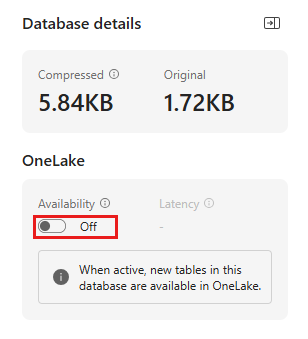 Database details
Compressed Original
5.84KB 1.72KB
OneLake
Availability Latency
Off -
When active, new tables in this
database are available in OneLake.